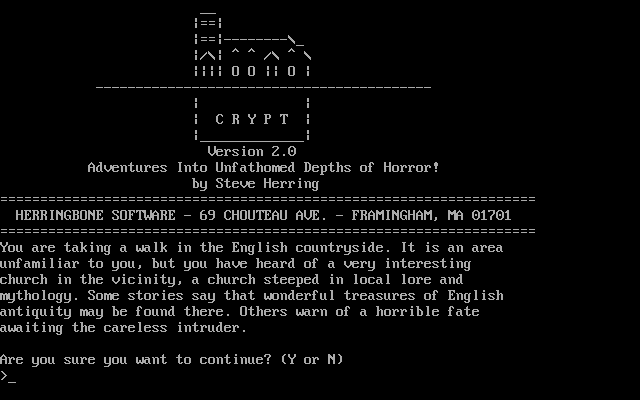 C R Y P T
Version 2.0
Adventures Into Unfathomed Depths of Horror!
by Steve Herring
HERRINGBONE SOFTWARE - 69 CHOUTEAU AVE. - FRAMINGHAM, MA 01701
You are taking a walk in the English countryside. It is an area
unfamiliar to you, but you have heard of a very interesting
church in the vicinity, a church steeped in local lore and
mythology. Some stories say that wonderful treasures of English
antiquity may be found there. Others warn of a horrible fate
awaiting the careless intruder.
Are you sure you want to continue? (Y or N)
>_